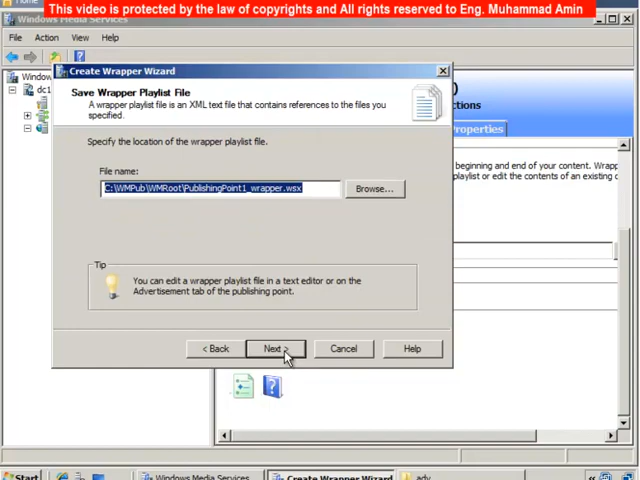 Home
This video is protected by the law of copyrights and All rights reserved to Eng. Muhammad Amin
Windows Media Services
File Action View Help
Window
dc1
Create Wrapper Wizard
Save Wrapper Playlist File
A wrapper playlist file is an XML text file that contains references to the files you
specified.
Specify the location of the wrapper playlist file.
File name:
C:\WMPub\WMRoot\PublishingPoint1_wrapper.wsx
Browse...
Tip
You can edit a wrapper playlist file in a text editor or on the
Advertisement tab of the publishing point.
< Back
Next >
Cancel
Help
)
ctions
Properties
beginning and end of your content. Wrapp
playlist or edit the contents of an existing
Start
Windows Media Services
Create Wrapper Wizard
adv